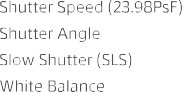 Shutter Speed (23.98PsF)
Shutter Angle
Slow Shutter (SLS)
White Balance